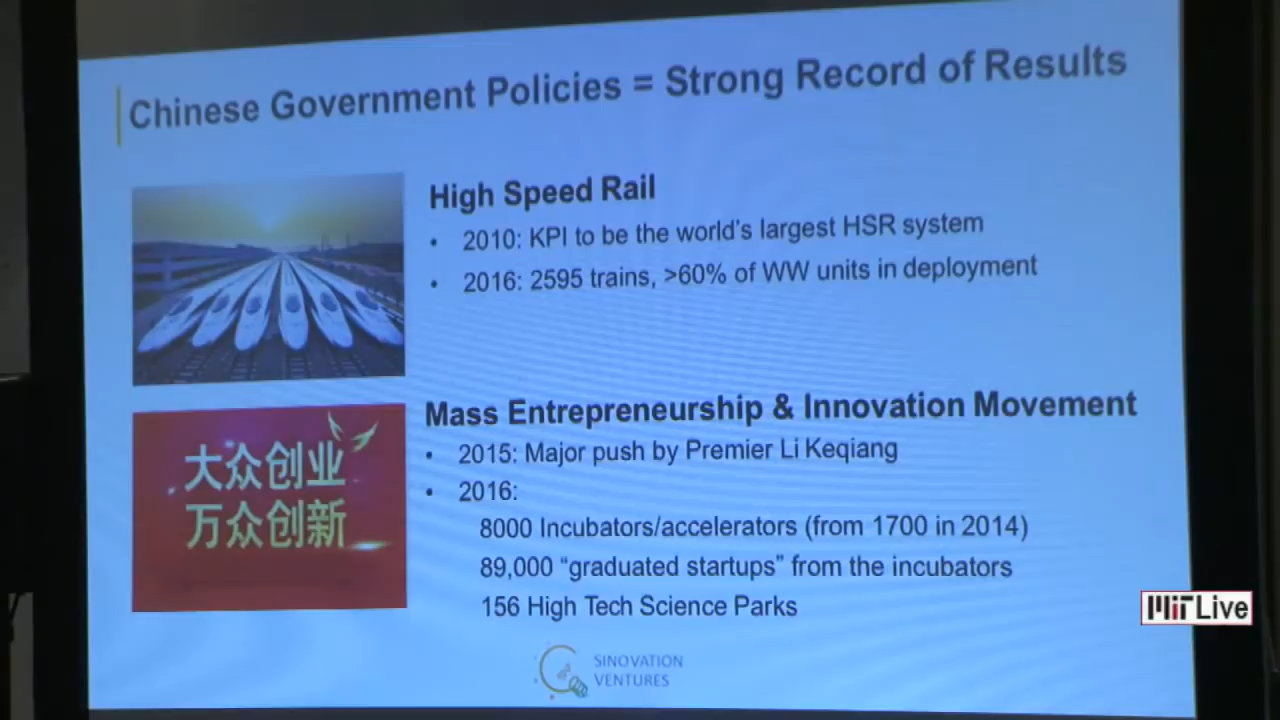 Chinese Government Policies = Strong Record of Results
High Speed Rail
• 2010: KPI to be the world's largest HSR system
• 2016: 2595 trains, >60% of WW units in deployment
大众创业
万众创新
Mass Entrepreneurship & Innovation Movement
• 2015: Major push by Premier Li Keqiang
• 2016:
8000 Incubators/accelerators (from 1700 in 2014)
89,000 “graduated startups” from the incubators
156 High Tech Science Parks
MIT Live
SINOVATION
VENTURES